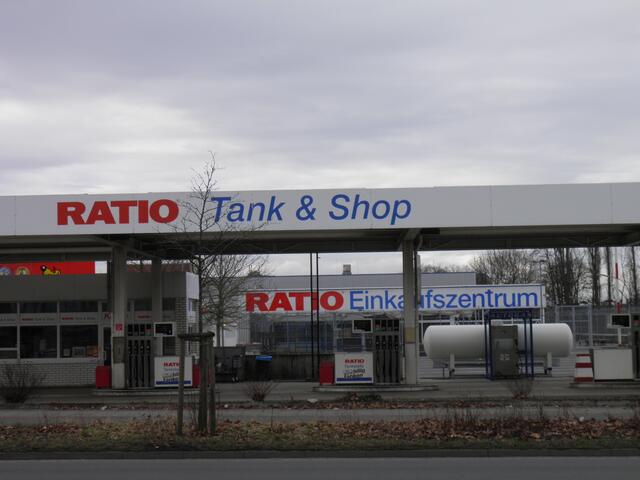 RATIO Tank & Shop
RATIO Einkaufszentrum
RATIO
RATIO